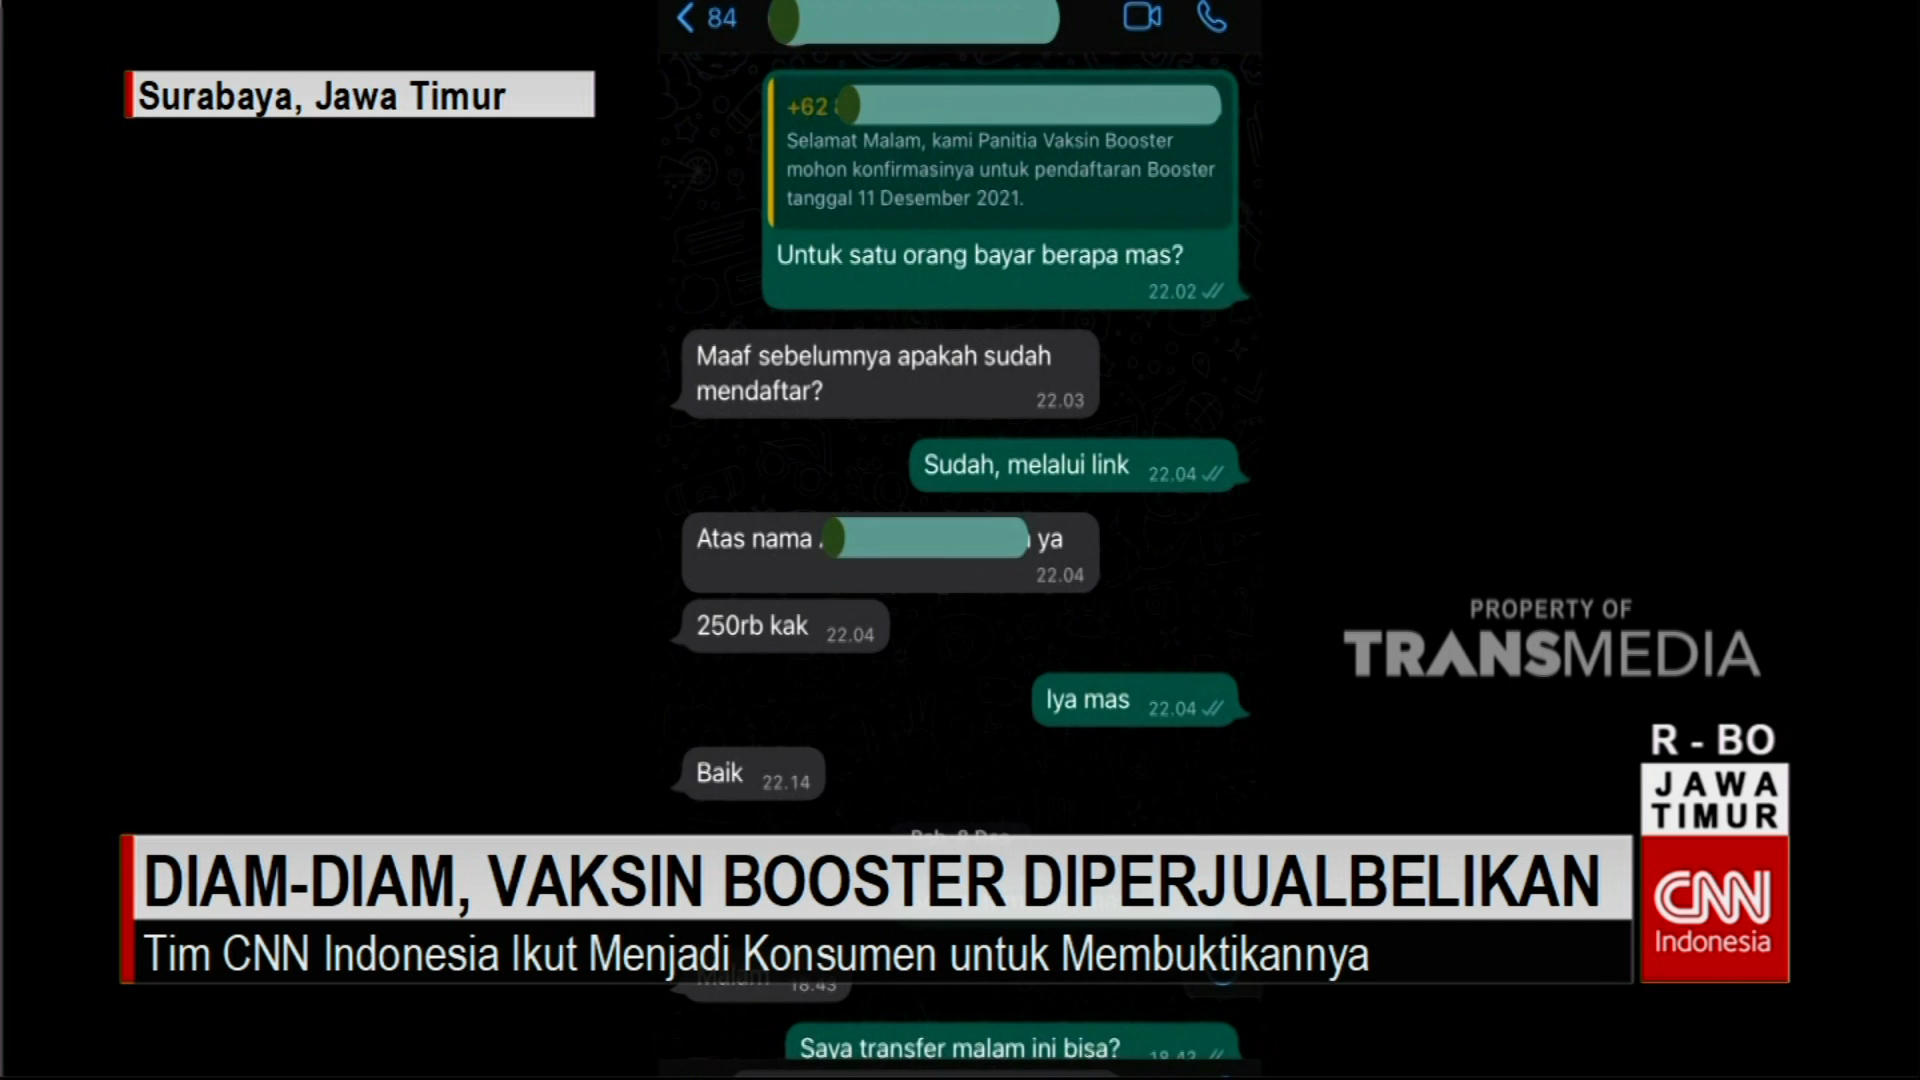 84
Surabaya, Jawa Timur
+62
Selamat Malam, kami Panitia Vaksin Booster
mohon konfirmasinya untuk pendaftaran Booster
tanggal 11 Desember 2021.
Untuk satu orang bayar berapa mas?
22.02
Maaf sebelumnya apakah sudah
mendaftar?
22.03
Sudah, melalui link 22.04
Atas nama ya
22.04
250rb kak 22.04
Iya mas 22.04
Baik 22.14
PROPERTY OF
TRANSMEDIA
R - BO
JAWA
TIMUR
CNN
Indonesia
DIAM-DIAM, VAKSIN BOOSTER DIPERJUALBELIKAN
Tim CNN Indonesia Ikut Menjadi Konsumen untuk Membuktikannya
Malam 18.43
Saya transfer malam ini bisa?